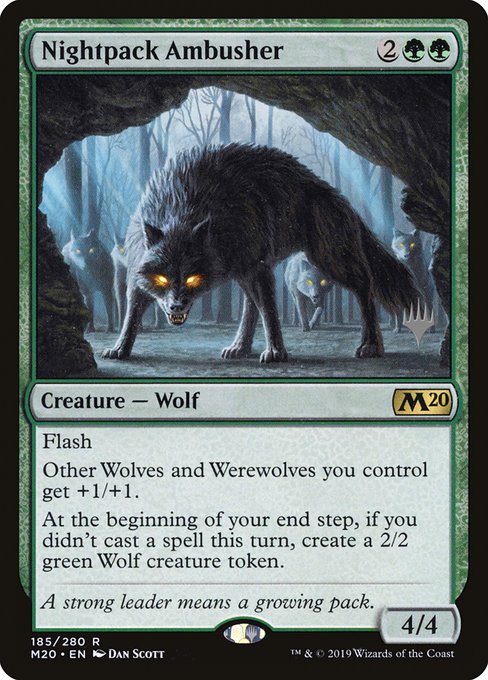 Nightpack Ambusher 2
Creature — Wolf M20
Flash
Other Wolves and Werewolves you control
get +1/+1.
At the beginning of your end step, if you
didn't cast a spell this turn, create a 2/2
green Wolf creature token.
A strong leader means a growing pack.
4/4
185/280 R
M20 • EN Dan Scott
™ & © 2019 Wizards of the Coast